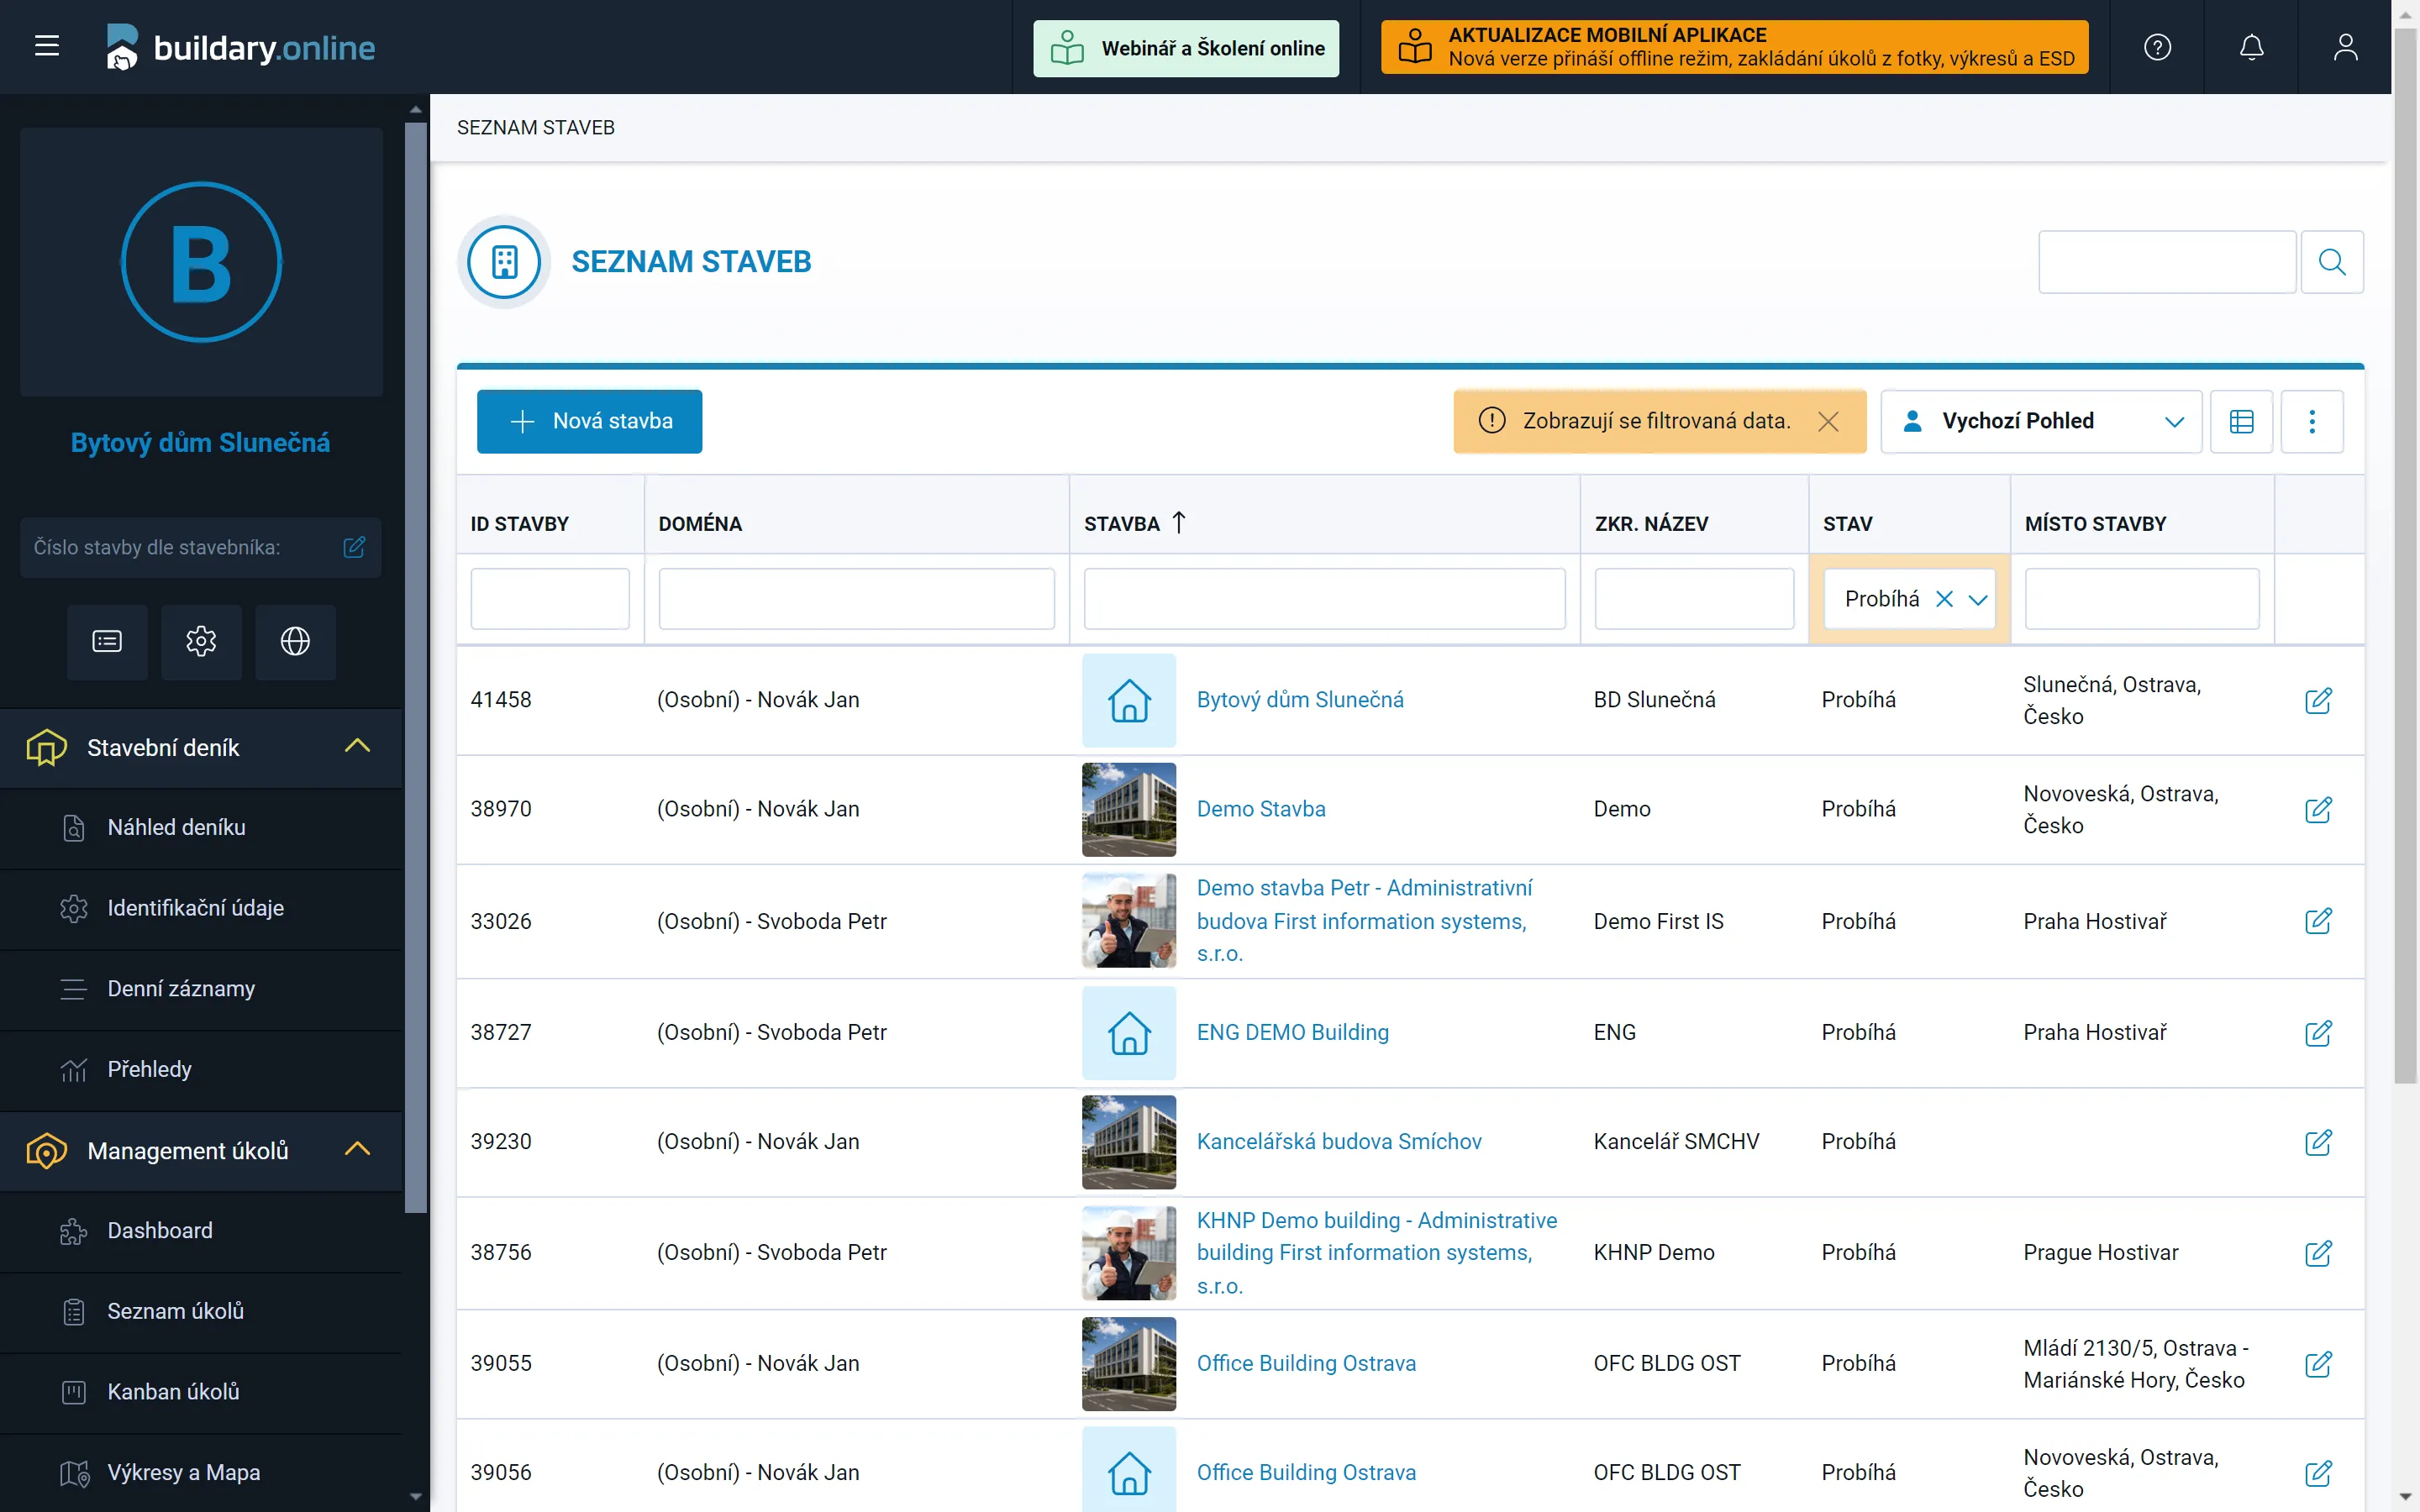 buildary.online
Webinář a Školení online
AKTUALIZACE MOBILNÍ APLIKACE
Nová verze přináší offline režim, zakládání úkolů z fotky, výkresů a ESD
B
Bytový dům Slunečná
Číslo stavby dle stavebníka:
Stavební deník
Náhled deníku
Identifikační údaje
Denní záznamy
Přehledy
Management úkolů
Dashboard
Seznam úkolů
Kanban úkolů
Výkresy a Mapa
SEZNAM STAVEB
SEZNAM STAVEB
Nová stavba
Zobrazují se filtrovaná data.
Vychozí Pohled
ID STAVBY DOMÉNA STAVBA ZKR. NÁZEV STAV MÍSTO STAVBY
Probíhá
41458 (Osobní) - Novák Jan Bytový dům Slunečná BD Slunečná Probíhá Slunečná, Ostrava,
Česko
38970 (Osobní) - Novák Jan Demo Stavba Demo Probíhá Novoveská, Ostrava,
Česko
Demo stavba Petr - Administrativní
33026 (Osobní) - Svoboda Petr budova First information systems, Demo First IS Probíhá Praha Hostivař
s.r.o.
38727 (Osobní) - Svoboda Petr ENG DEMO Building ENG Probíhá Praha Hostivař
39230 (Osobní) - Novák Jan Kancelářská budova Smíchov Kancelář SMCHV Probíhá
KHNP Demo building - Administrative
38756 (Osobní) - Svoboda Petr building First information systems, KHNP Demo Probíhá Prague Hostivar
s.r.o.
39055 (Osobní) - Novák Jan Office Building Ostrava OFC BLDG OST Probíhá Mládí 2130/5, Ostrava -
Mariánské Hory, Česko
39056 (Osobní) - Novák Jan Office Building Ostrava OFC BLDG OST Probíhá Novoveská, Ostrava,
Česko